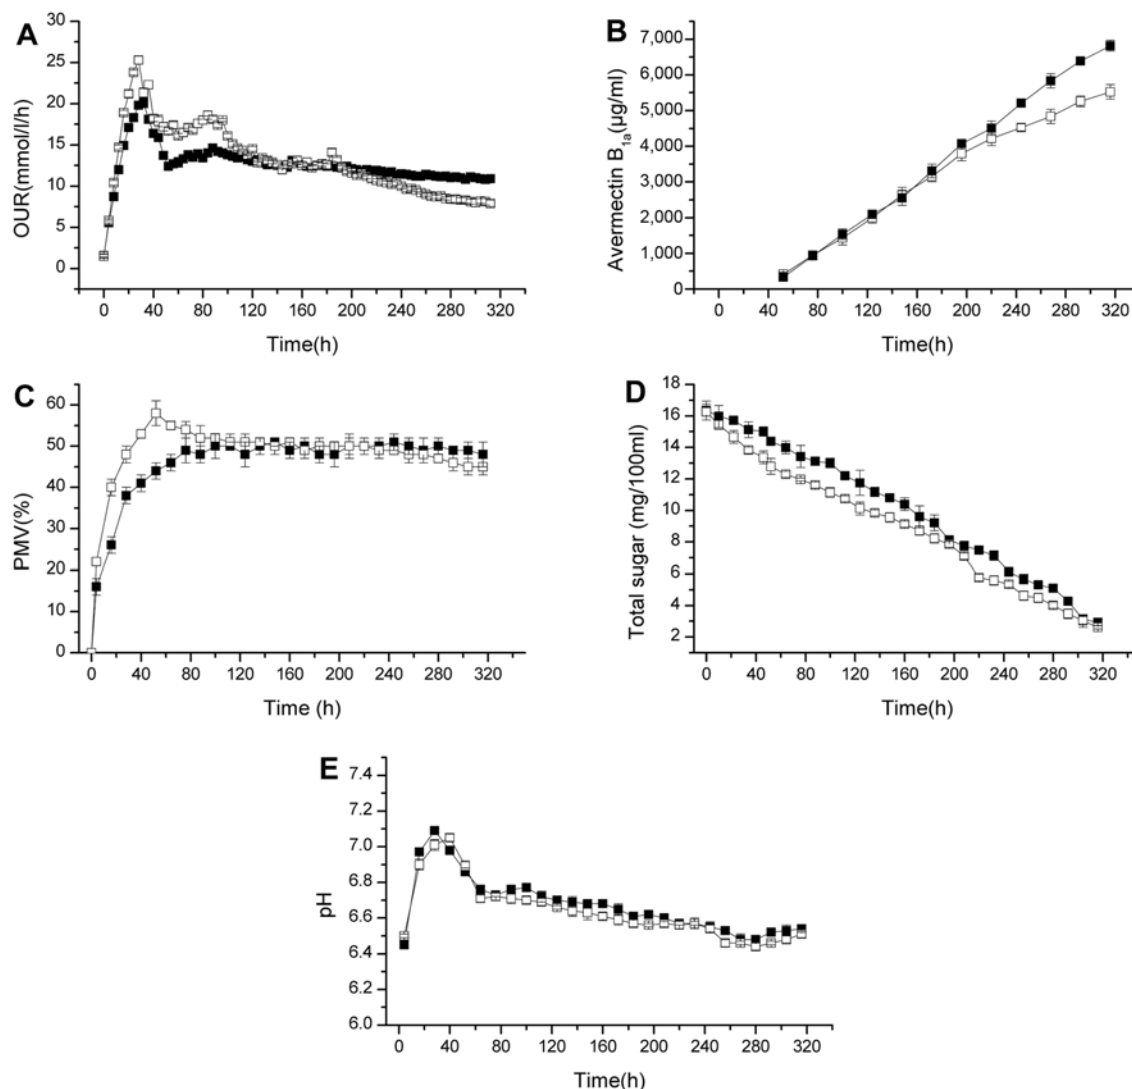 A
OUR(mmol/l/h)
30
25
20
15
10
5
0
0 40 80 120 160 200 240 280 320
Time(h)
B
Avermectin B1a(μg/ml)
7,000
6,000
5,000
4,000
3,000
2,000
1,000
0
0 40 80 120 160 200 240 280 320
Time(h)
C
PMV(%)
60
50
40
30
20
10
0
0 40 80 120 160 200 240 280 320
Time (h)
D
Total sugar (mg/100ml)
18
16
14
12
10
8
6
4
2
0 40 80 120 160 200 240 280 320
Time(h)
E
pH
7.4
7.2
7.0
6.8
6.6
6.4
6.2
6.0
0 40 80 120 160 200 240 280 320
Time(h)